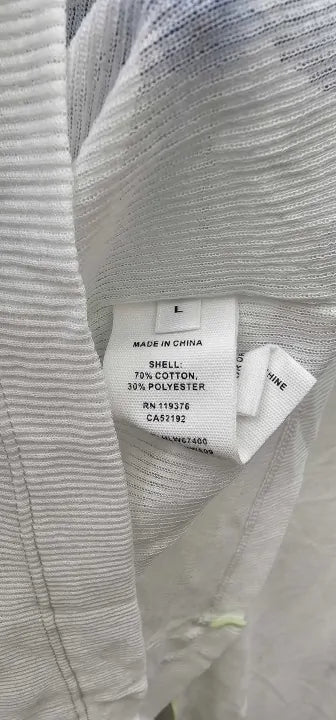 L
MADE IN CHINA
SHELL:
70% COTTON,
30% POLYESTER
RN 119376
CA52192